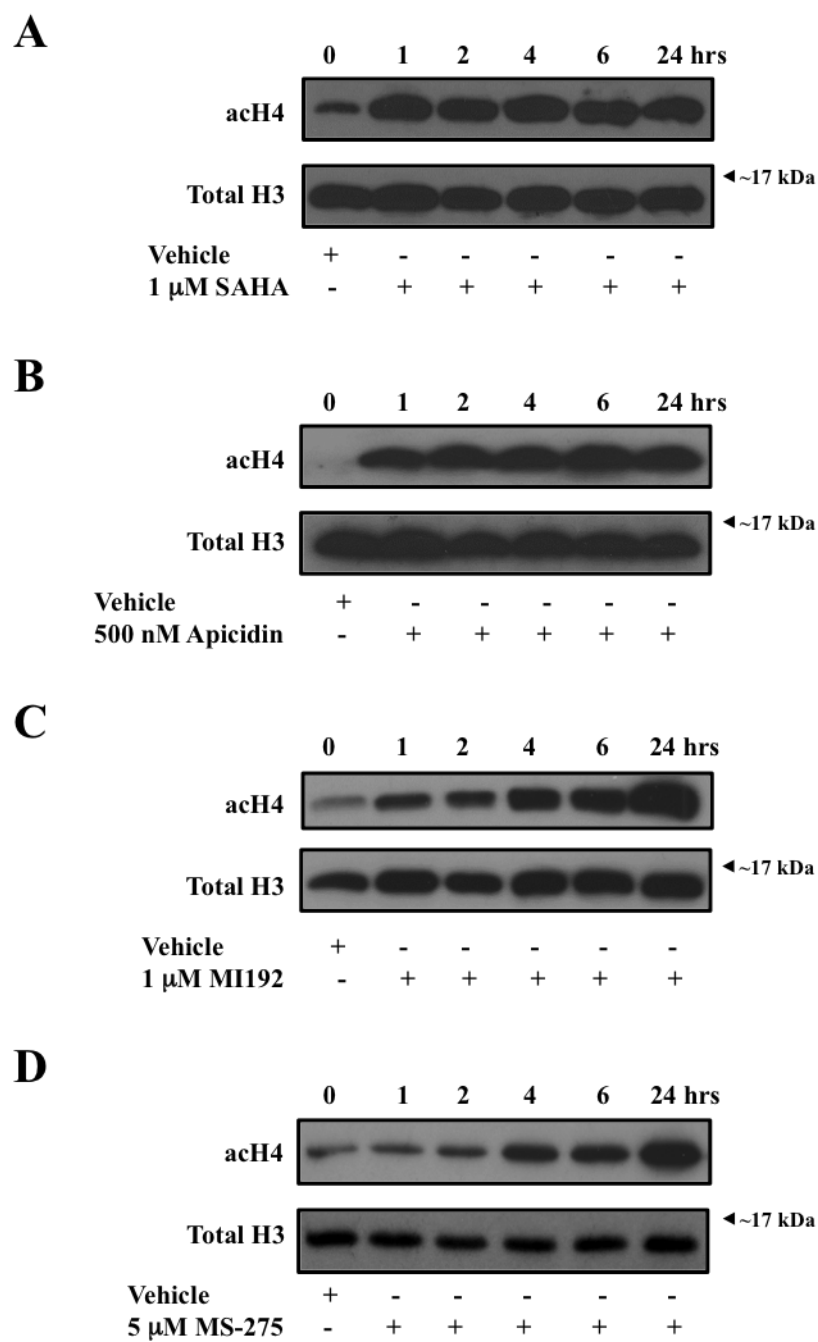 A
0 1 2 4 6 24 hrs
acH4
Total H3
◄~17 kDa
Vehicle + - - - - -
1 μM SAHA - + + + + +
B
0 1 2 4 6 24 hrs
acH4
Total H3
◄~17 kDa
Vehicle + - - - - -
500 nM Apicidin - + + + + +
C
0 1 2 4 6 24 hrs
acH4
Total H3
◄~17 kDa
Vehicle + - - - - -
1 μM MI192 - + + + + +
D
0 1 2 4 6 24 hrs
acH4
Total H3
◄~17 kDa
Vehicle + - - - - -
5 μM MS-275 - + + + + +